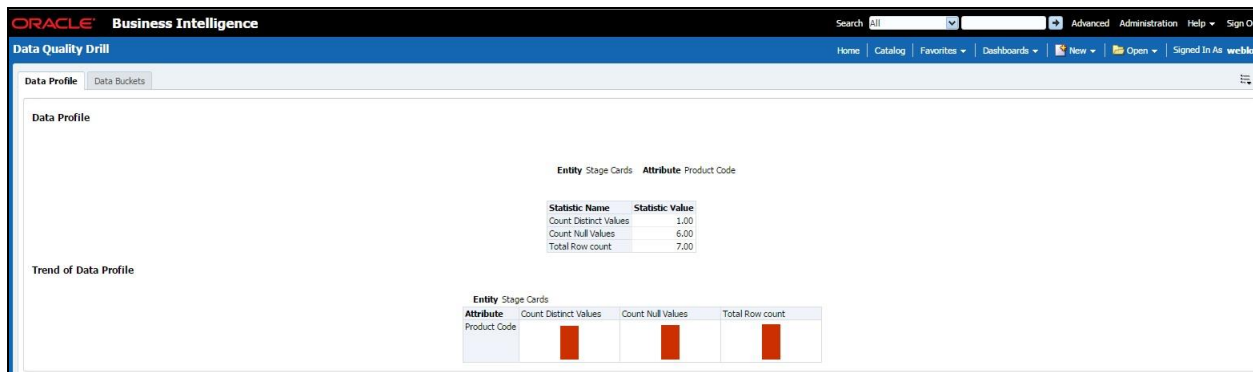 ORACLE Business Intelligence Search All Advanced Administration Help Sign O
Data Quality Drill Home Catalog Favorites Dashboards New Open Signed In As weblo
Data Profile Data Buckets
Data Profile
Entity Stage Cards Attribute Product Code
Statistic Name Statistic Value
Count Distinct Values 1.00
Count Null Values 6.00
Total Row count 7.00
Trend of Data Profile
Entity Stage Cards
Attribute Count Distinct Values Count Null Values Total Row count
Product Code